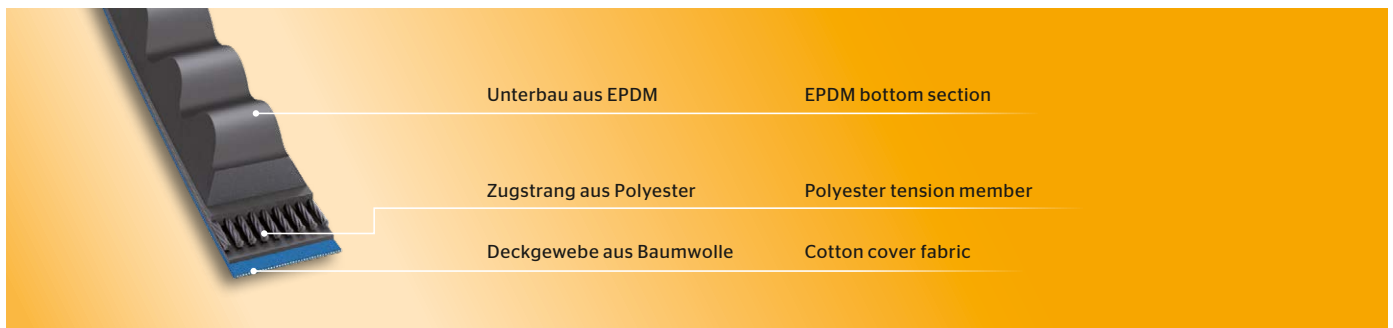 Unterbau aus EPDM EPDM bottom section
Zugstrang aus Polyester Polyester tension member
Deckgewebe aus Baumwolle Cotton cover fabric